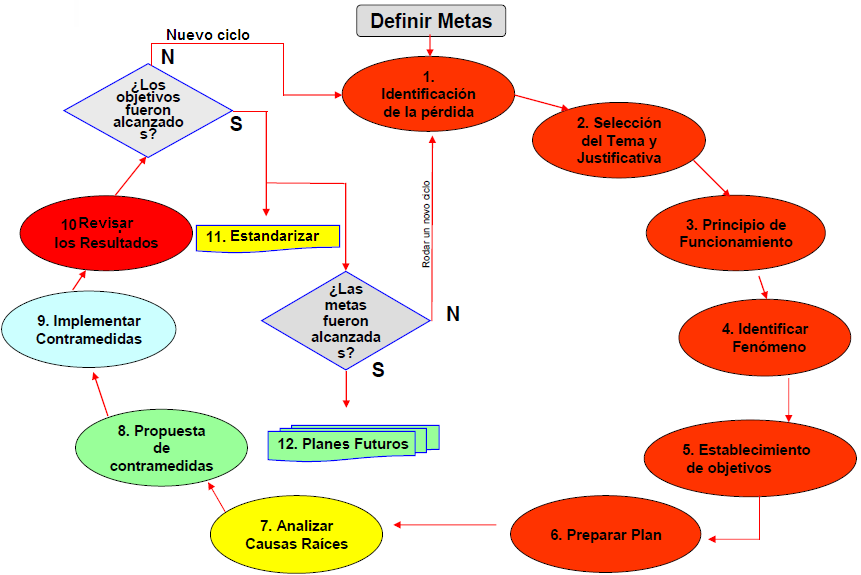 Definir Metas
Nuevo ciclo
N
¿Los
objetivos
fueron
alcanzado
s?
S
1.
Identificación
de la pérdida
2. Selección
del Tema y
Justificativa
3. Principio de
Funcionamiento
4. Identificar
Fenómeno
5. Establecimiento
de objetivos
6. Preparar Plan
7. Analizar
Causas Raíces
8. Propuesta
de
contramedidas
9. Implementar
Contramedidas
10 Revisar
los Resultados
11. Estandarizar
¿Las
metas
fueron
alcanzada
s?
N
S
Rodar un novo ciclo
12. Planes Futuros